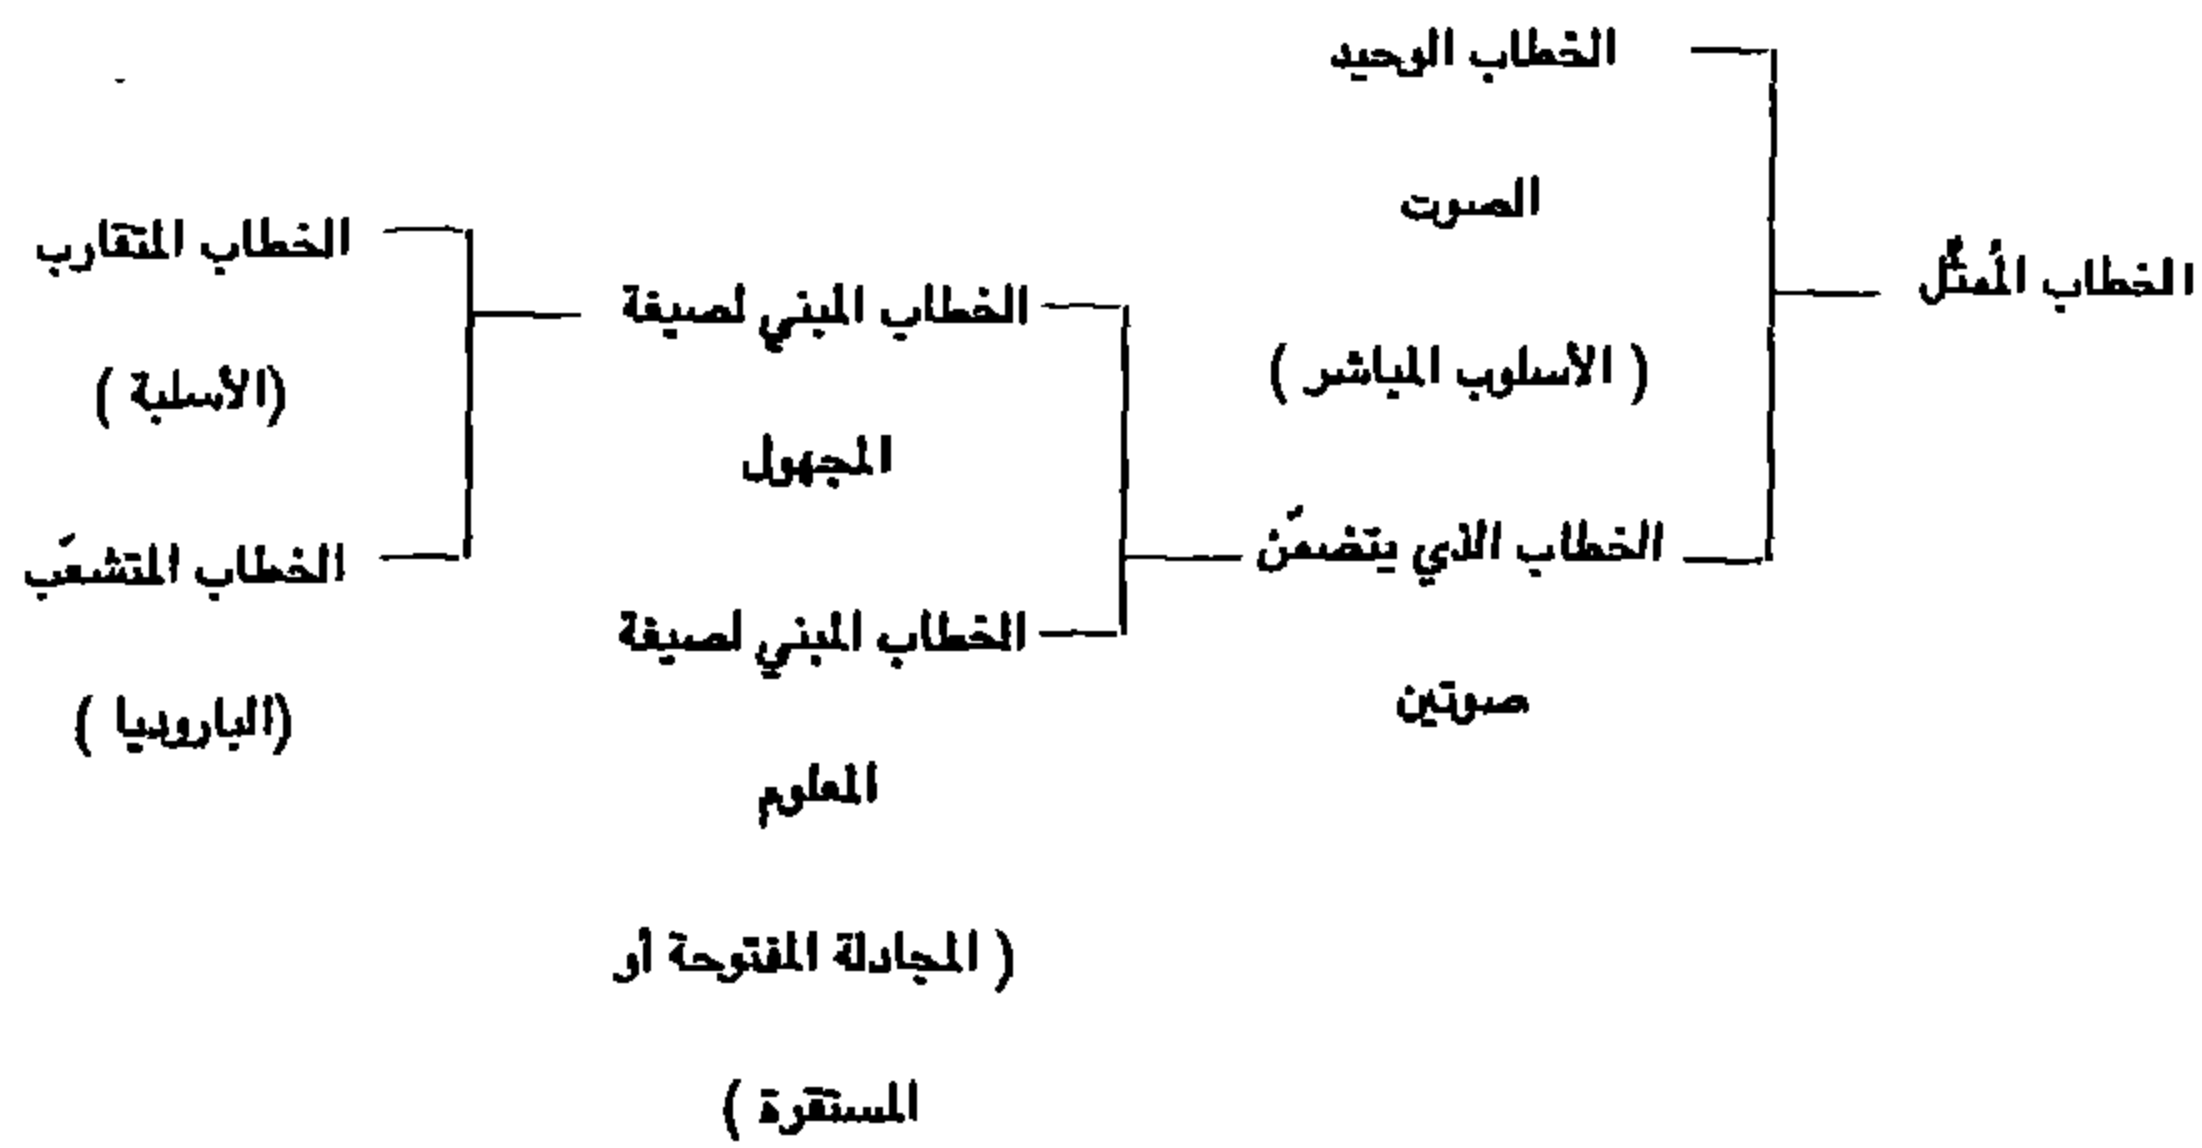 الخطاب المُمثَّل
الخطاب الوحيد
الصوت
( الأسلوب المباشر )
الخطاب الذي يتضمّن
صوتين
الخطاب المبني لصيغة
المجهول
الخطاب المبني لصيغة
المعلوم
( المجادلة المفتوحة أو
المستقرة )
الخطاب المتقارب
(الأسلبة )
الخطاب المتشعّب
(الباروديا )